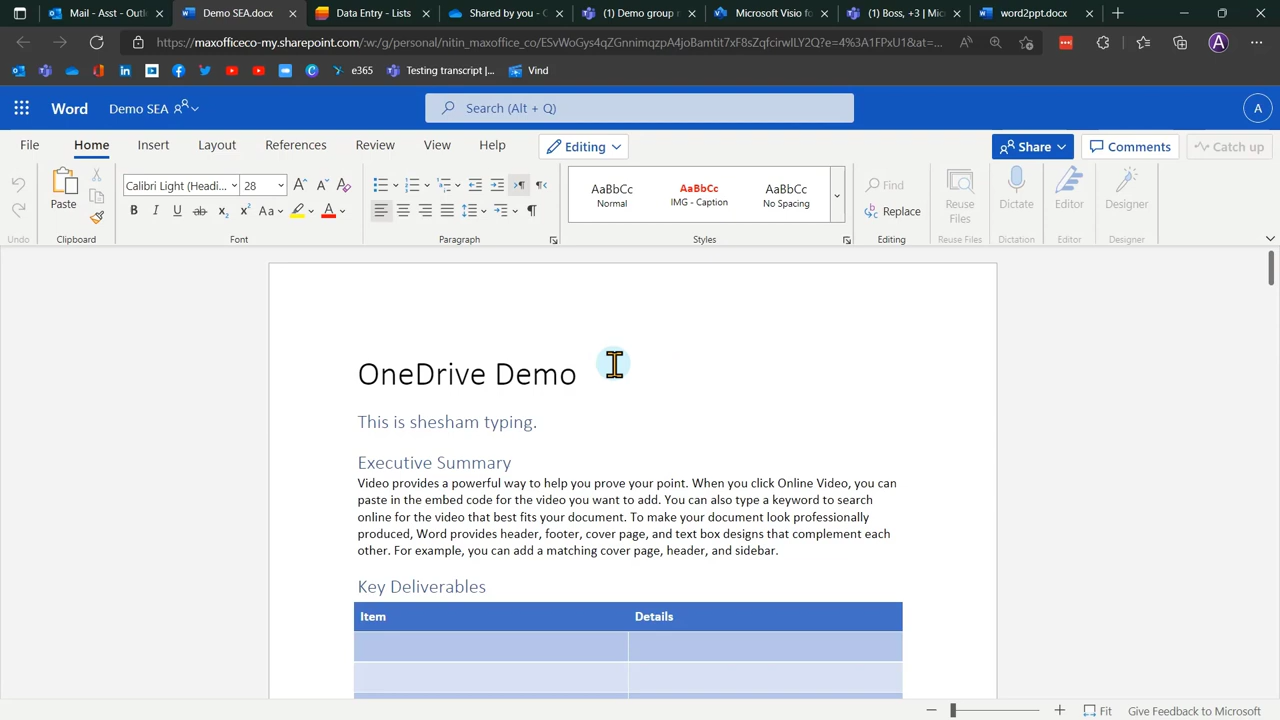 Mail - Asst - Outl
Demo SEA.docx
Data Entry - Lists
Shared by you - O
(1) Demo group r
Microsoft Visio fo
(1) Boss, +3 | Mic
word2ppt.docx
https://maxofficeco-my.sharepoint.com/:w:/g/personal/nitin_maxoffice_co/ESvWoGys4qZGnnimqzpA4joBamtit7xF8sZqfcirwILY2Q?e=4%3A1FPxU1&at=...
A
e365
Testing transcript |...
Vind
Word
Demo SEA
Search (Alt + Q)
A
File
Home
Insert
Layout
References
Review
View
Help
Editing
Share
Comments
Catch up
Paste
Calibri Light (Headi...
28
AaBbCc
Normal
AaBbCc
IMG - Caption
AaBbCc
No Spacing
Find
Replace
Reuse
Files
Dictate
Editor
Designer
Undo
Clipboard
Font
Paragraph
Styles
Editing
Reuse Files
Dictation
Editor
Designer
OneDrive Demo
This is shesham typing.
Executive Summary
Video provides a powerful way to help you prove your point. When you click Online Video, you can
paste in the embed code for the video you want to add. You can also type a keyword to search
online for the video that best fits your document. To make your document look professionally
produced, Word provides header, footer, cover page, and text box designs that complement each
other. For example, you can add a matching cover page, header, and sidebar.
Key Deliverables
Item
Details
Fit
Give Feedback to Microsoft